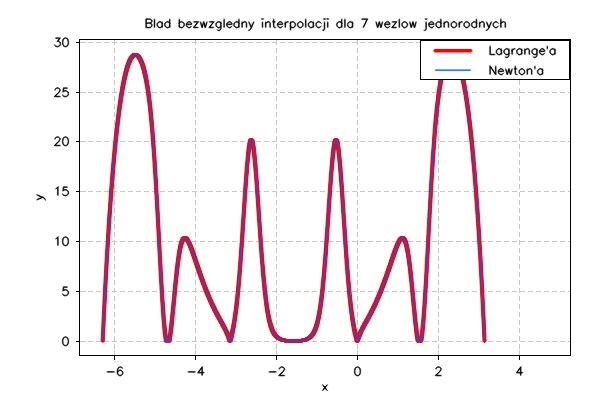 Blad bezwzgledny interpolacji dla 7 wezlow jednorodnych
Lagrange'a
Newton'a
30
25
20
15
10
5
0
y
−6 −4 −2 0 2 4
x